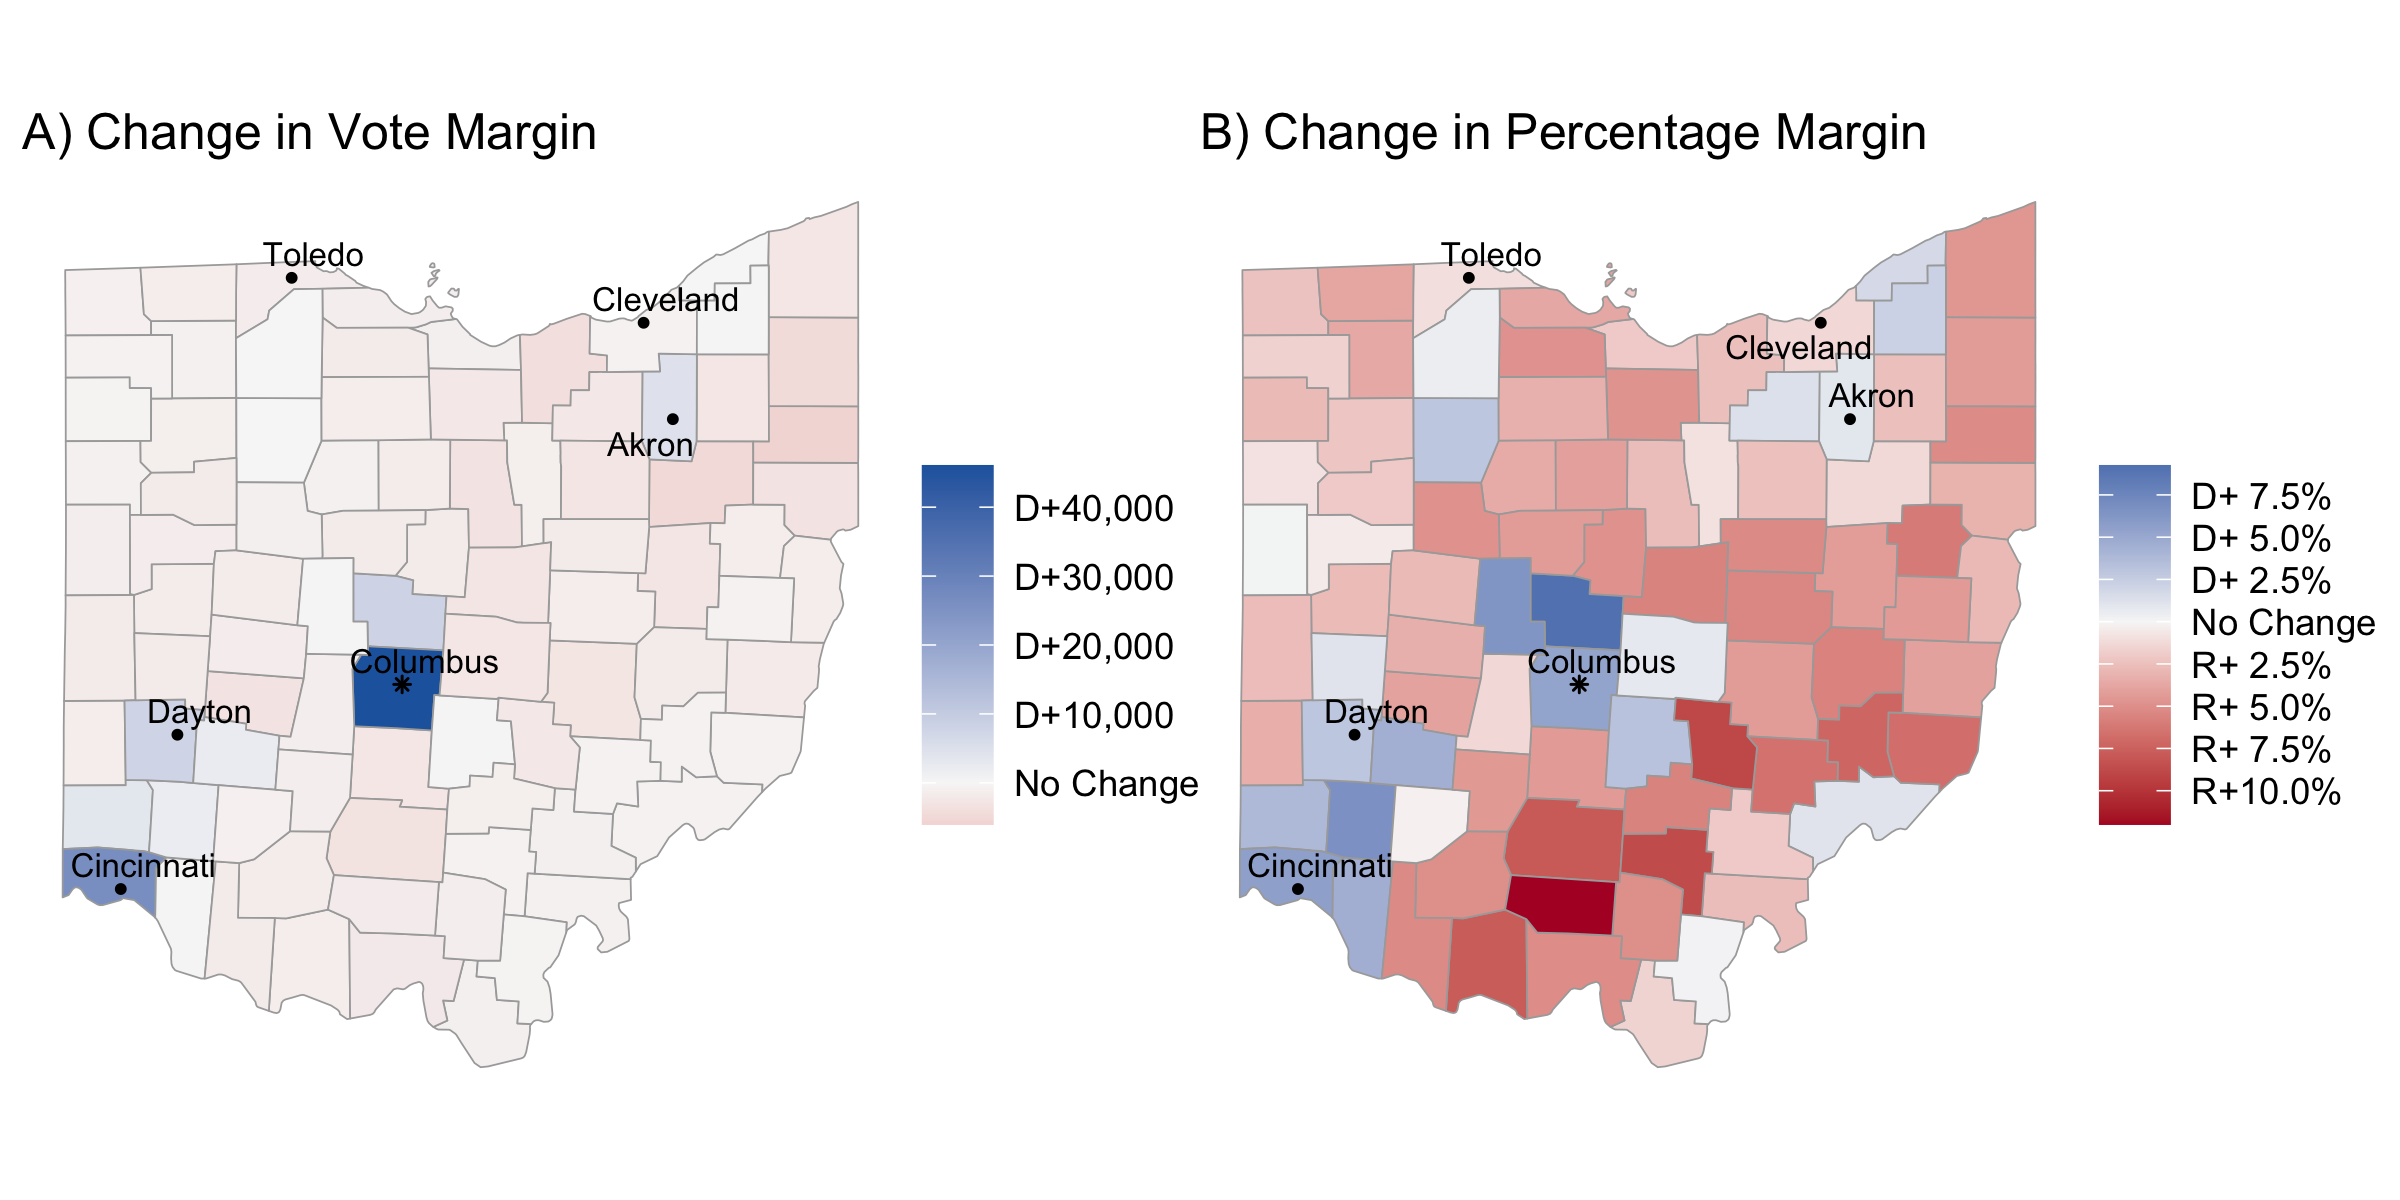 A) Change in Vote Margin
Toledo
Cleveland
Akron
Columbus
Dayton
Cincinnati
D+40,000
D+30,000
D+20,000
D+10,000
No Change
B) Change in Percentage Margin
Toledo
Cleveland
Akron
Columbus
Dayton
Cincinnati
D+ 7.5%
D+ 5.0%
D+ 2.5%
No Change
R+ 2.5%
R+ 5.0%
R+ 7.5%
R+10.0%